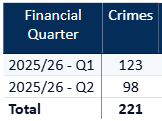 Financial Crimes
Quarter
2025/26 - Q1 123
2025/26 - Q2 98
Total 221